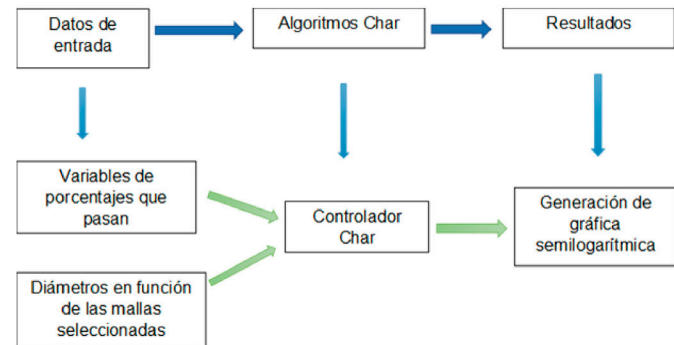 Datos de
entrada
Algoritmos Char
Resultados
Variables de
porcentajes que
pasan
Controlador
Char
Generación de
gráfica
semilogarítmica
Diámetros en función
de las mallas
seleccionadas